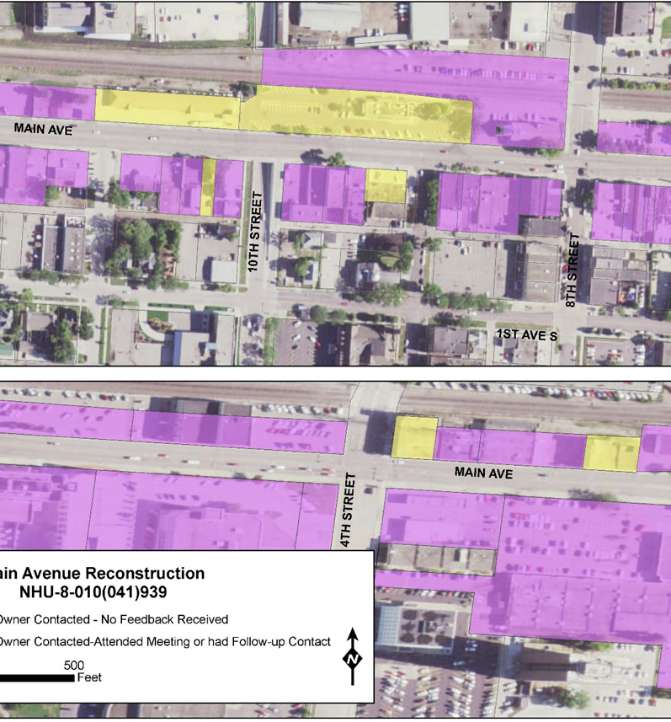 MAIN AVE
10TH STREET
8TH STREET
1ST AVE S
MAIN AVE
4TH STREET
ain Avenue Reconstruction
NHU-8-010(041)939
Owner Contacted - No Feedback Received
Owner Contacted-Attended Meeting or had Follow-up Contact
500
Feet
N